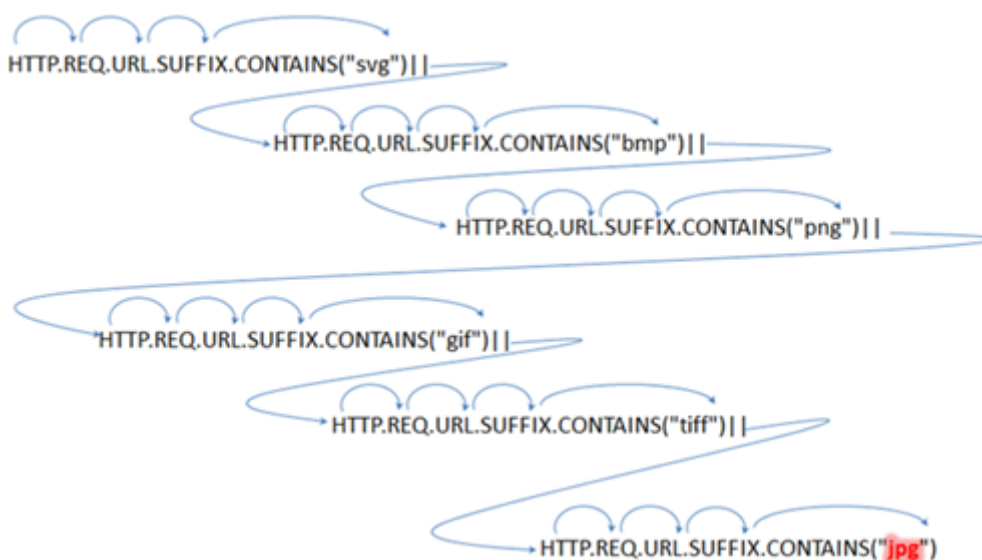 HTTP.REQ.URL.SUFFIX.CONTAINS("svg")||
HTTP.REQ.URL.SUFFIX.CONTAINS("bmp")||
HTTP.REQ.URL.SUFFIX.CONTAINS("png")||
HTTP.REQ.URL.SUFFIX.CONTAINS("gif")||
HTTP.REQ.URL.SUFFIX.CONTAINS("tiff")||
HTTP.REQ.URL.SUFFIX.CONTAINS("jpg")